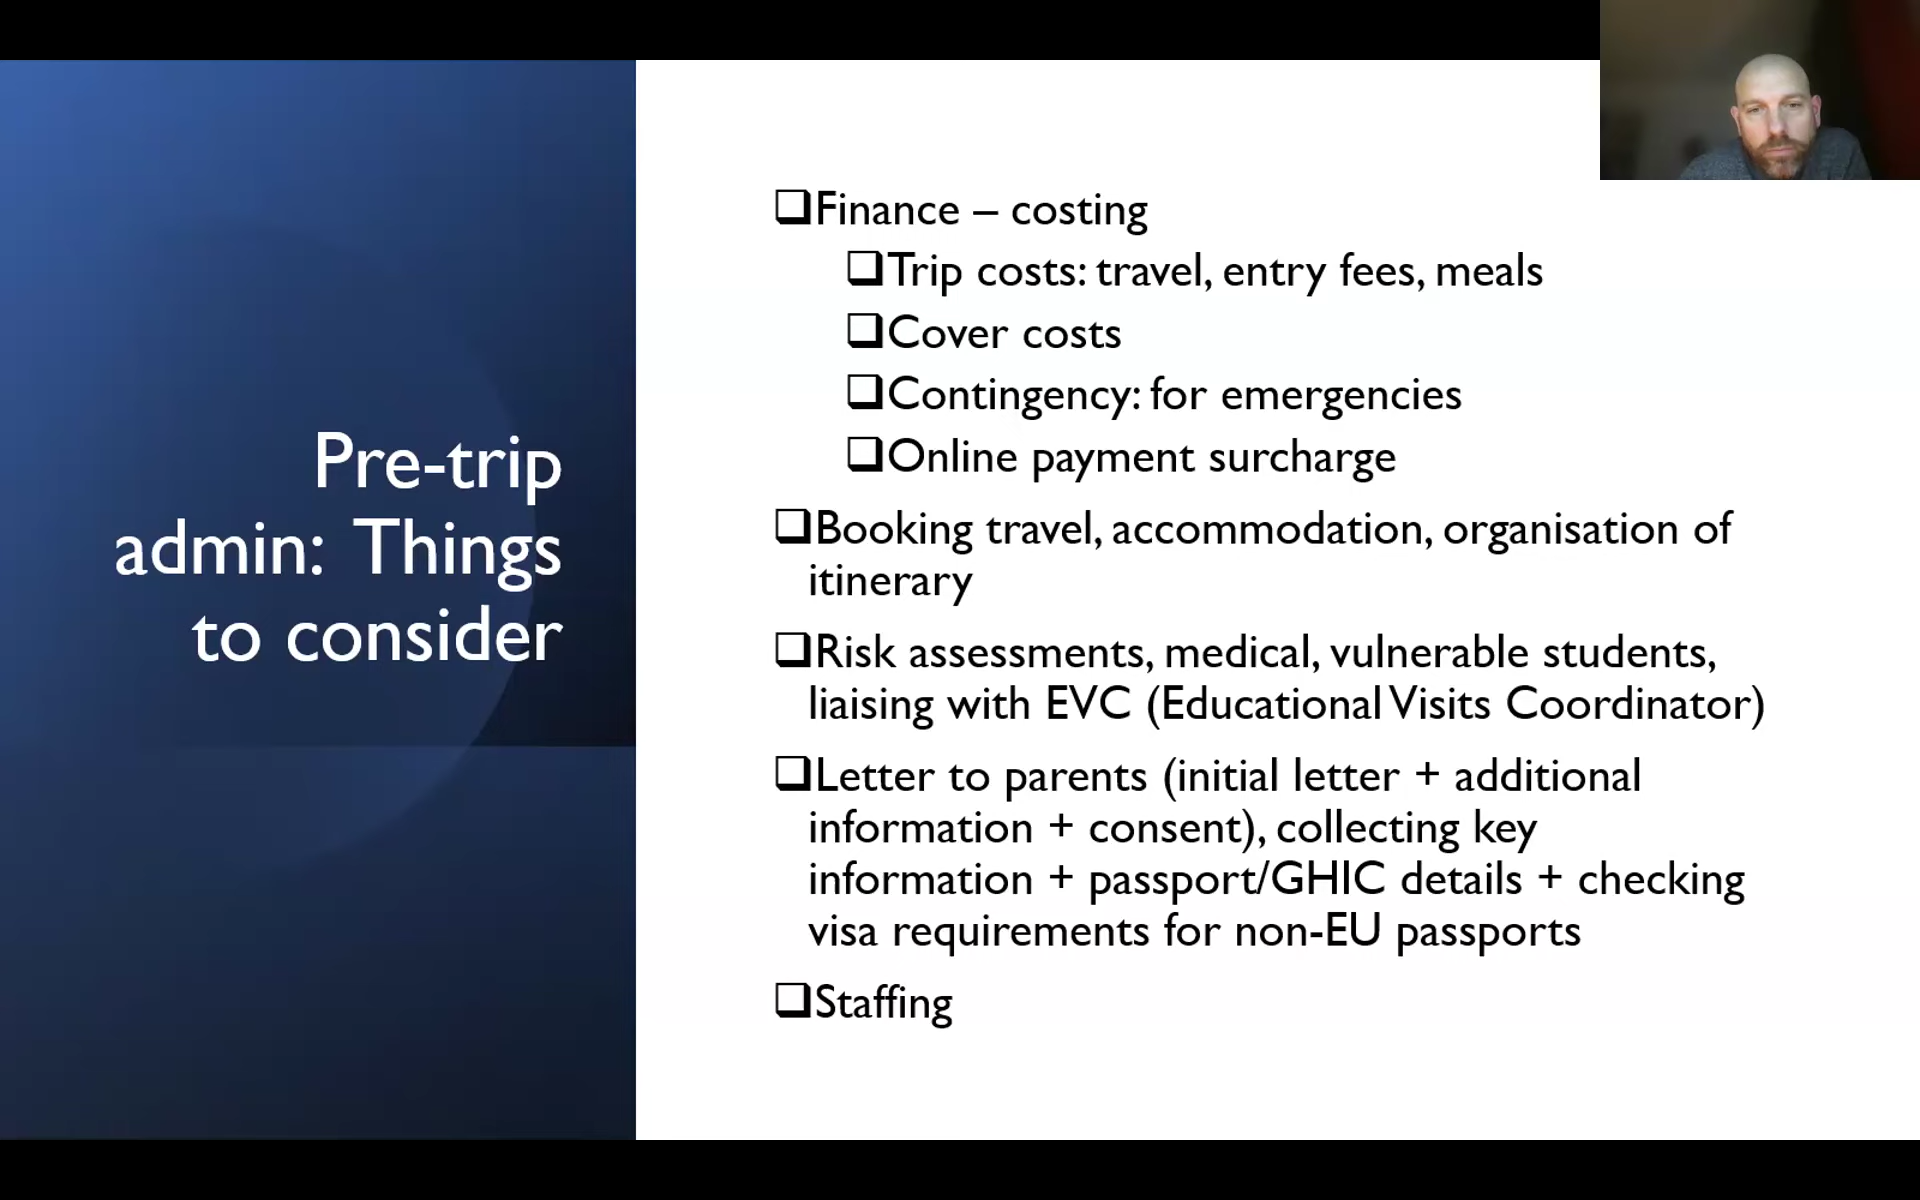 Pre-trip
admin: Things
to consider
❑Finance – costing
❑Trip costs: travel, entry fees, meals
❑Cover costs
❑Contingency: for emergencies
❑Online payment surcharge
❑Booking travel, accommodation, organisation of
itinerary
❑Risk assessments, medical, vulnerable students,
liaising with EVC (Educational Visits Coordinator)
❑Letter to parents (initial letter + additional
information + consent), collecting key
information + passport/GHIC details + checking
visa requirements for non-EU passports
❑Staffing